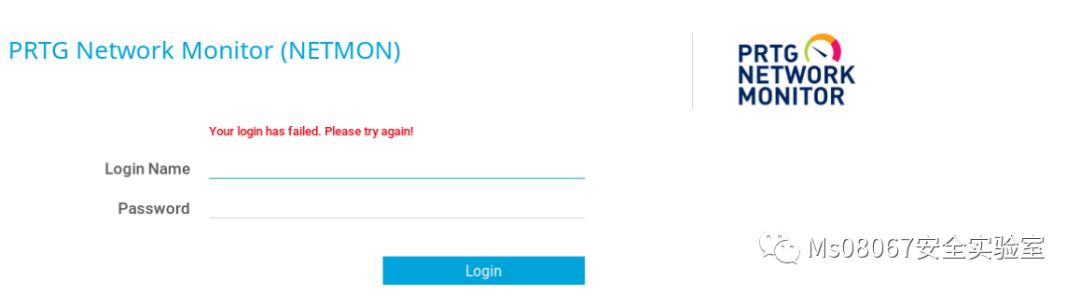 PRTG Network Monitor (NETMON)
PRTG
NETWORK
MONITOR
Your login has failed. Please try again!
Login Name
Password
Login
Ms08067安全实验室